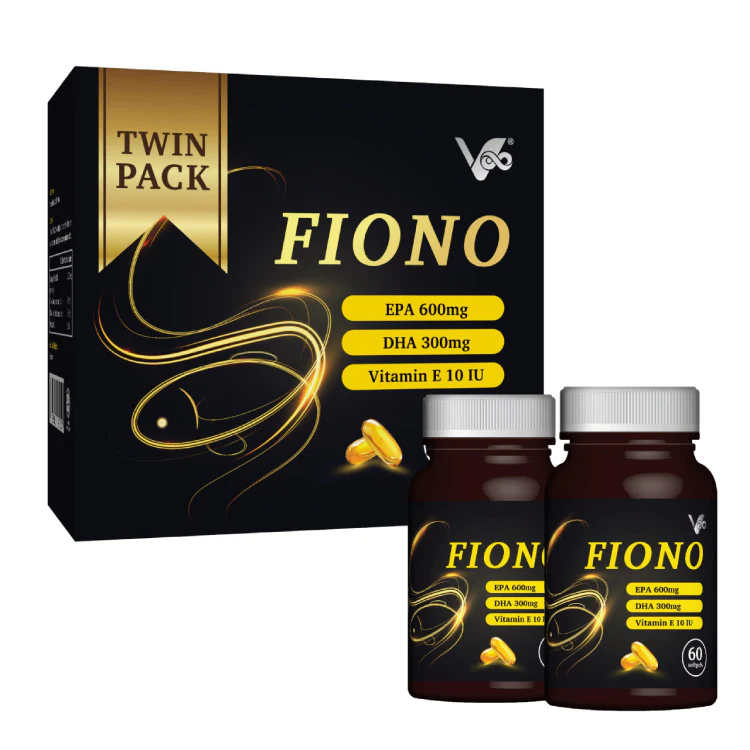 TWIN
PACK
V
®
FIONO
EPA 600mg
DHA 300mg
Vitamin E 10 IU
FIONO
EPA 600mg
DHA 300mg
Vitamin E 10
FIONO
EPA 600mg
DHA 300mg
Vitamin E 10 IU
60
softgels